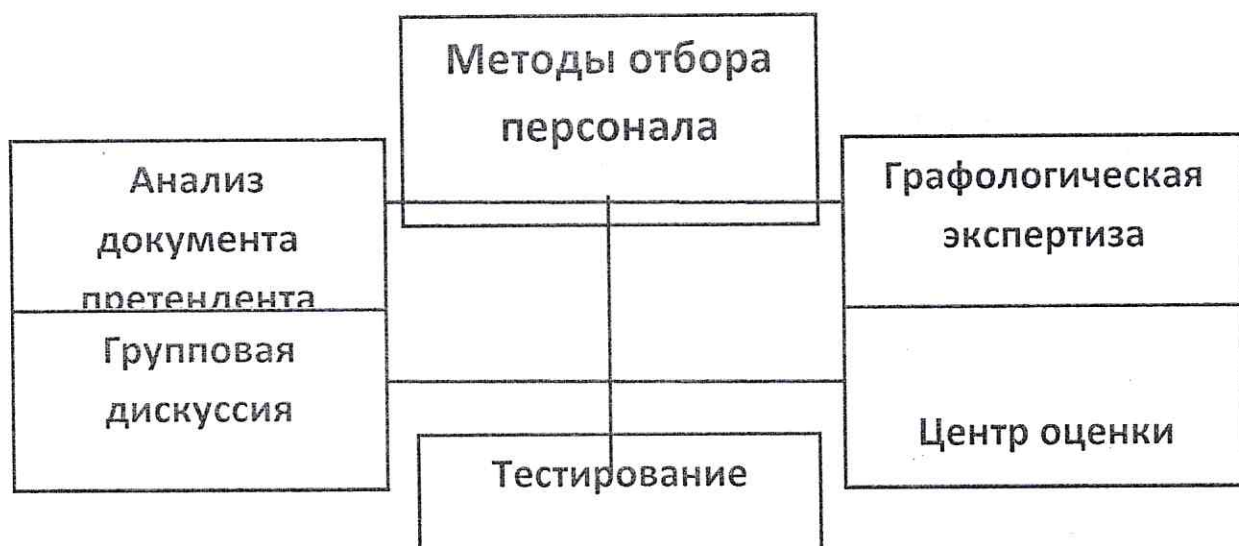 Методы отбора
персонала
Анализ
документа
претендента
Графологическая
экспертиза
Групповая
дискуссия
Центр оценки
Тестирование